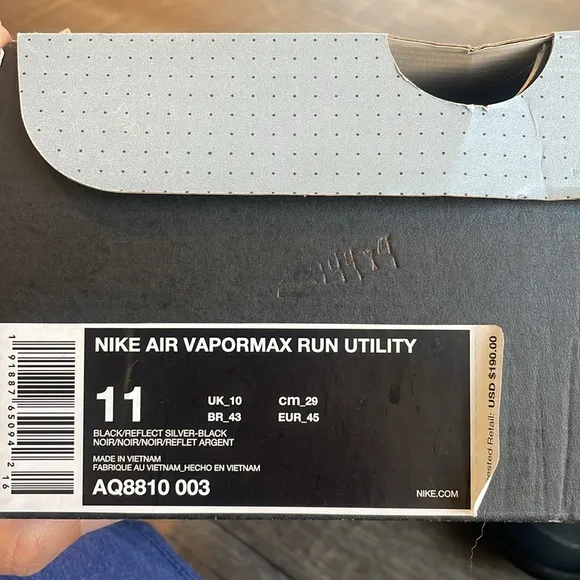 NIKE AIR VAPORMAX RUN UTILITY
11
UK_10 cm_29
BR_43 EUR_45
BLACK/REFLECT SILVER-BLACK
NOIR/NOIR/NOIR/REFLET ARGENT
MADE IN VIETNAM
FABRIQUE AU VIETNAM_HECHO EN VIETNAM
AQ8810 003
NIKE.COM
ested Retail: USD $190.00
1 91887 65094 2 16